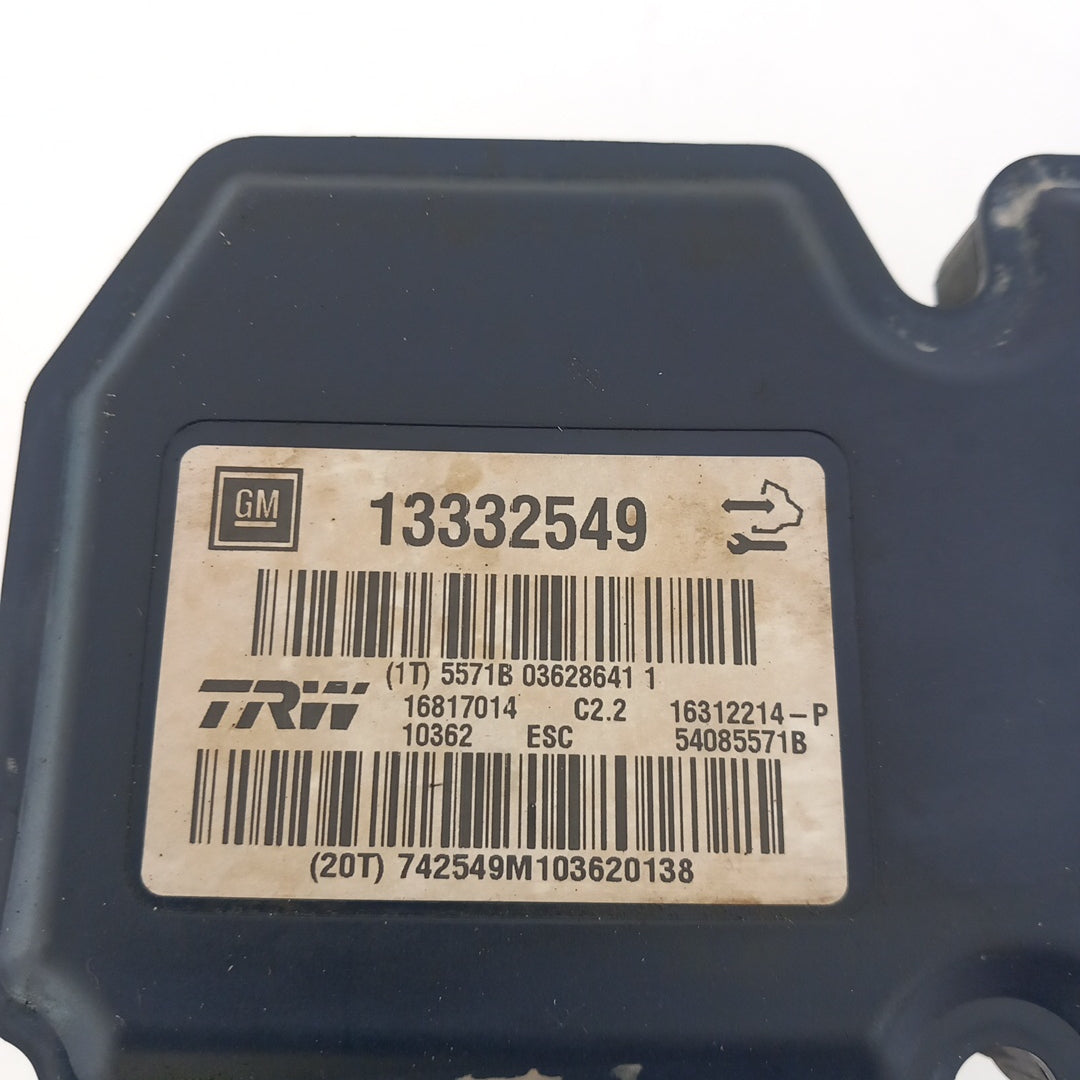 GM 13332549
(1T) 5571B 03628641 1
TRW 16817014 C2.2 16312214-P
10362 ESC 54085571B
(20T) 742549M103620138